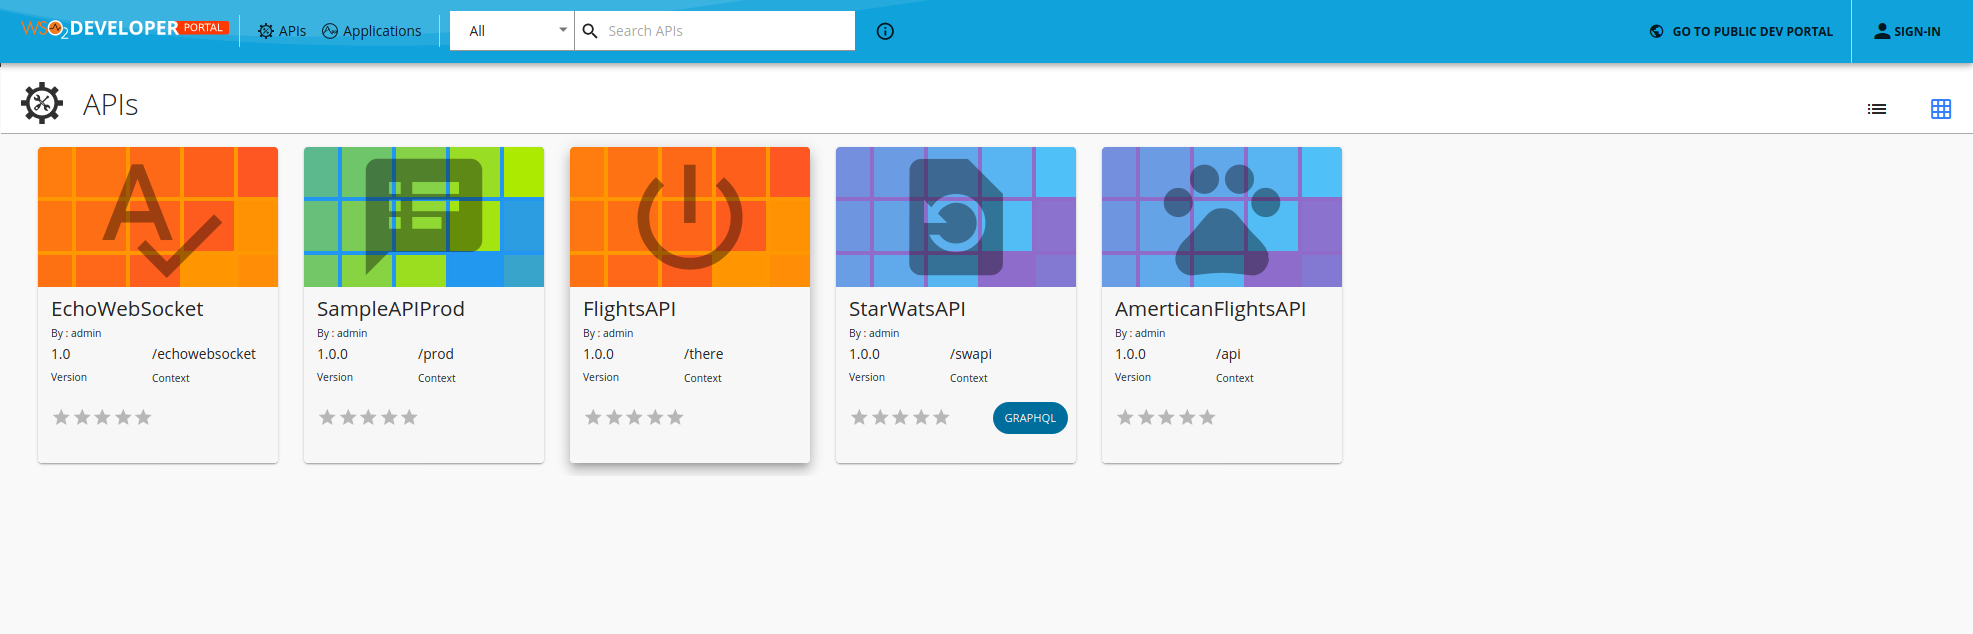 WSO2 DEVELOPER PORTAL
APIs
Applications
All
Search APIs
GO TO PUBLIC DEV PORTAL
SIGN-IN
APIs
EchoWebSocket
By : admin
1.0 /echowebsocket
Version Context
SampleAPIProd
By : admin
1.0.0 /prod
Version Context
FlightsAPI
By : admin
1.0.0 /there
Version Context
StarWatsAPI
By : admin
1.0.0 /swapi
Version Context
GRAPHQL
AmerticanFlightsAPI
By : admin
1.0.0 /api
Version Context